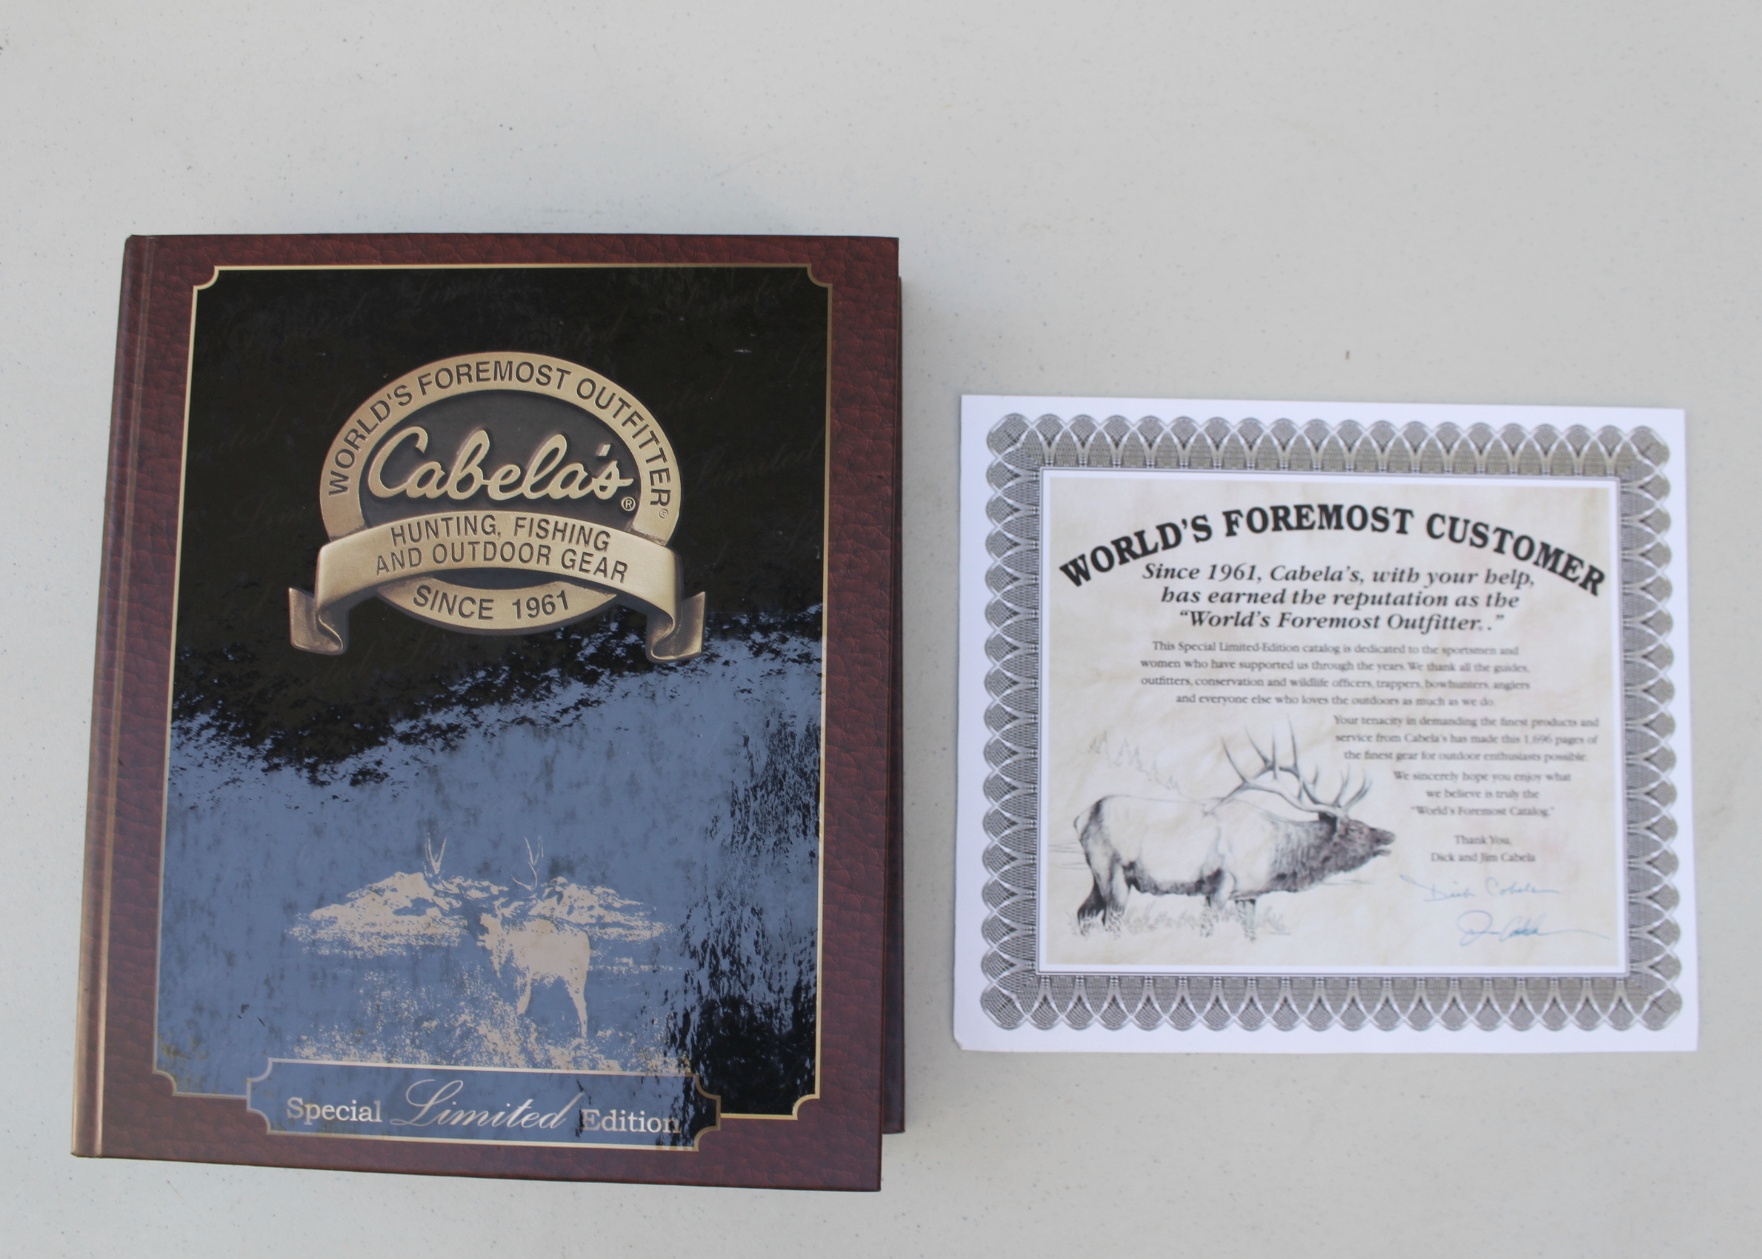 WORLD'S FOREMOST OUTFITTER®
Cabela's®
HUNTING, FISHING
AND OUTDOOR GEAR
SINCE 1961
Special Limited Edition
WORLD'S FOREMOST CUSTOMER
Since 1961, Cabela's, with your help,
has earned the reputation as the
"World's Foremost Outfitter.."
This Special Limited-Edition catalog is dedicated to the sportsmen and
women who have supported us through the years. We thank all the guides,
outfitters, conservation and wildlife officers, trappers, bowhunters, anglers
and everyone else who loves the outdoors as much as we do.
Your tenacity in demanding the finest products and
service from Cabela's has made this 1,696 pages of
the finest gear for outdoor enthusiasts possible.
We sincerely hope you enjoy what
we believe is truly the
"World's Foremost Catalog."
Thank You,
Dick and Jim Cabela
Dick Cabela
Jim Cabela